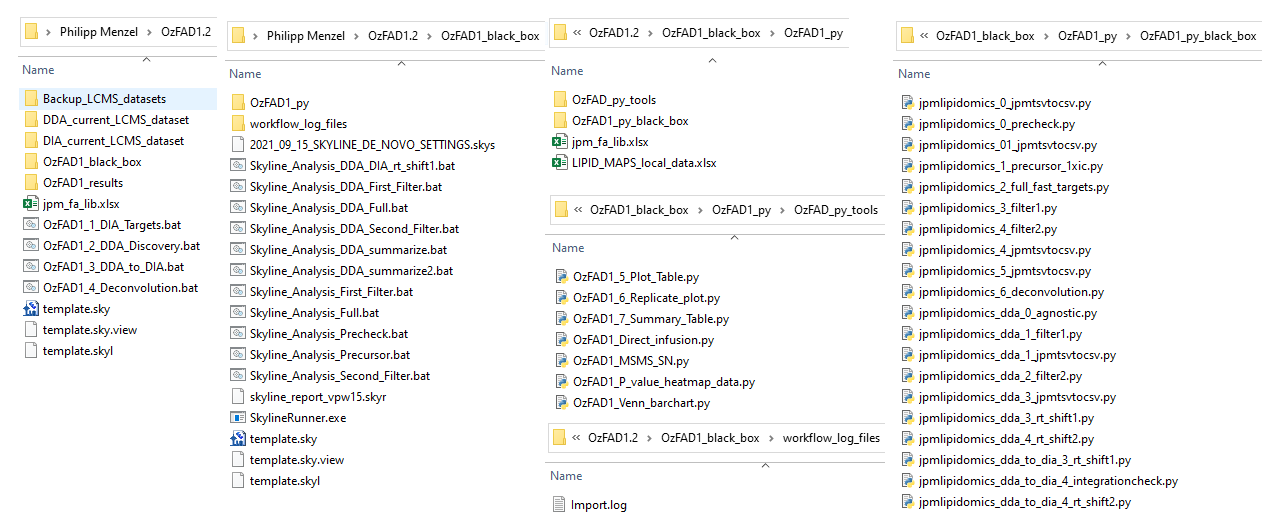 Philipp Menzel > OzFAD1.2
Name
Backup_LCMS_datasets
DDA_current_LCMS_dataset
DIA_current_LCMS_dataset
OzFAD1_black_box
OzFAD1_results
jpm_fa_lib.xlsx
OzFAD1_1_DIA_Targets.bat
OzFAD1_2_DDA_Discovery.bat
OzFAD1_3_DDA_to_DIA.bat
OzFAD1_4_Deconvolution.bat
template.sky
template.sky.view
template.skyl
Philipp Menzel > OzFAD1.2 > OzFAD1_black_box
Name
OzFAD1_py
workflow_log_files
2021_09_15_SKYLINE_DE_NOVO_SETTINGS.skys
Skyline_Analysis_DDA_DIA_rt_shift1.bat
Skyline_Analysis_DDA_First_Filter.bat
Skyline_Analysis_DDA_Full.bat
Skyline_Analysis_DDA_Second_Filter.bat
Skyline_Analysis_DDA_summarize.bat
Skyline_Analysis_DDA_summarize2.bat
Skyline_Analysis_First_Filter.bat
Skyline_Analysis_Full.bat
Skyline_Analysis_Precheck.bat
Skyline_Analysis_Precursor.bat
Skyline_Analysis_Second_Filter.bat
skyline_report_vpw15.skyr
SkylineRunner.exe
template.sky
template.sky.view
template.skyl
« OzFAD1.2 > OzFAD1_black_box > OzFAD1_py
Name
OzFAD_py_tools
OzFAD1_py_black_box
jpm_fa_lib.xlsx
LIPID_MAPS_local_data.xlsx
« OzFAD1_black_box > OzFAD1_py > OzFAD_py_tools
Name
OzFAD1_5_Plot_Table.py
OzFAD1_6_Replicate_plot.py
OzFAD1_7_Summary_Table.py
OzFAD1_Direct_infusion.py
OzFAD1_MSMS_SN.py
OzFAD1_P_value_heatmap_data.py
OzFAD1_Venn_barchart.py
« OzFAD1.2 > OzFAD1_black_box > workflow_log_files
Name
Import.log
« OzFAD1_black_box > OzFAD1_py > OzFAD1_py_black_box
Name
jpmlipidomics_0_jpmtsvtocsv.py
jpmlipidomics_0_precheck.py
jpmlipidomics_01_jpmtsvtocsv.py
jpmlipidomics_1_precursor_1xic.py
jpmlipidomics_2_full_fast_targets.py
jpmlipidomics_3_filter1.py
jpmlipidomics_4_filter2.py
jpmlipidomics_4_jpmtsvtocsv.py
jpmlipidomics_5_jpmtsvtocsv.py
jpmlipidomics_6_deconvolution.py
jpmlipidomics_dda_0_agnostic.py
jpmlipidomics_dda_1_filter1.py
jpmlipidomics_dda_1_jpmtsvtocsv.py
jpmlipidomics_dda_2_filter2.py
jpmlipidomics_dda_3_jpmtsvtocsv.py
jpmlipidomics_dda_3_rt_shift1.py
jpmlipidomics_dda_4_rt_shift2.py
jpmlipidomics_dda_to_dia_3_rt_shift1.py
jpmlipidomics_dda_to_dia_4_integrationcheck.py
jpmlipidomics_dda_to_dia_4_rt_shift2.py